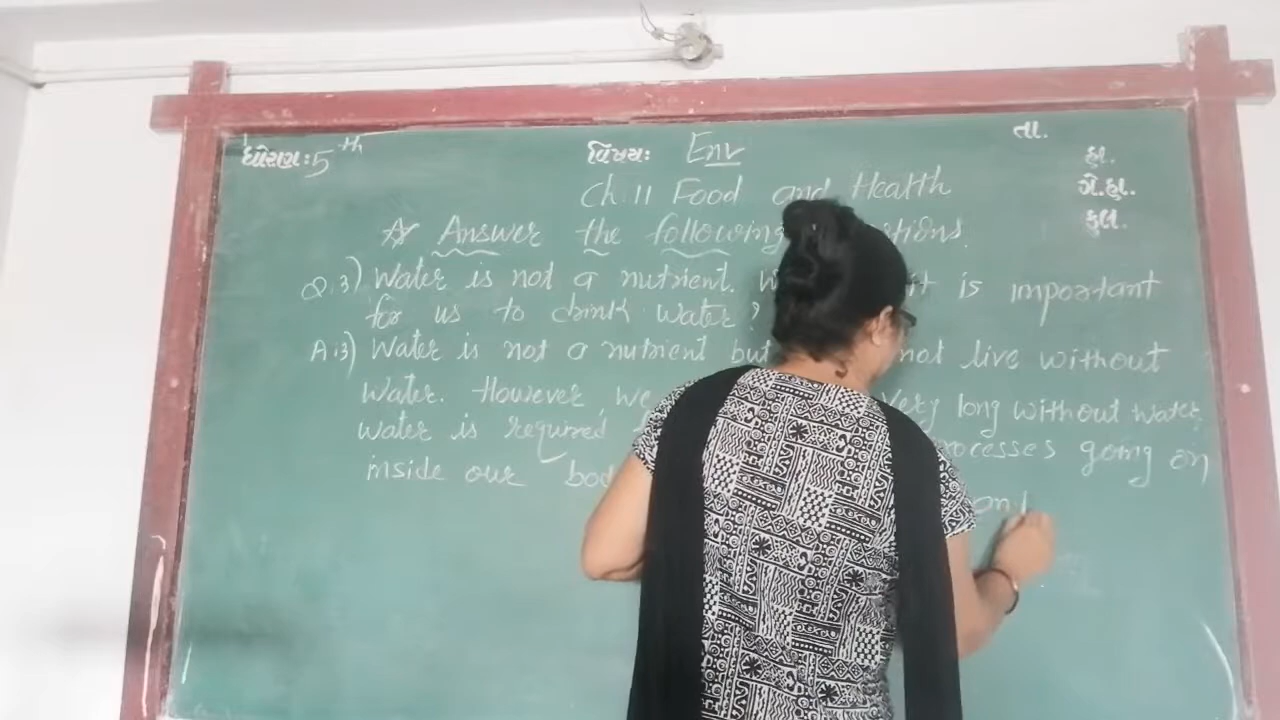 ધોરણઃ 5th વિષયઃ Env તા.
હા.
Ch.11 Food and Health ગે.હા.
કુલ.
☆ Answer the following
Q.3) Water is not a nutrient. it is important
for us to drink water?
A.3) Water is not a nutrient but not live without
water. However, we very long without water,
water is required going on
inside our